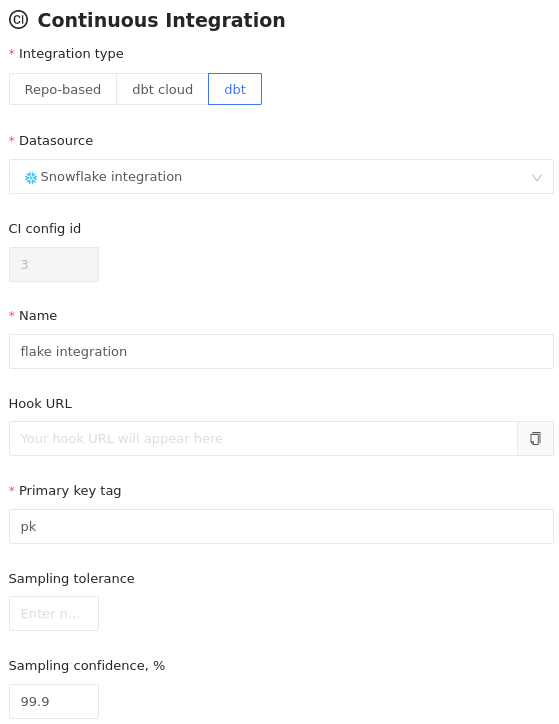 Continuous Integration
* Integration type
Repo-based dbt cloud dbt
* Datasource
Snowflake integration
CI config id
3
* Name
flake integration
Hook URL
Your hook URL will appear here
* Primary key tag
pk
Sampling tolerance
Enter n...
Sampling confidence, %
99.9